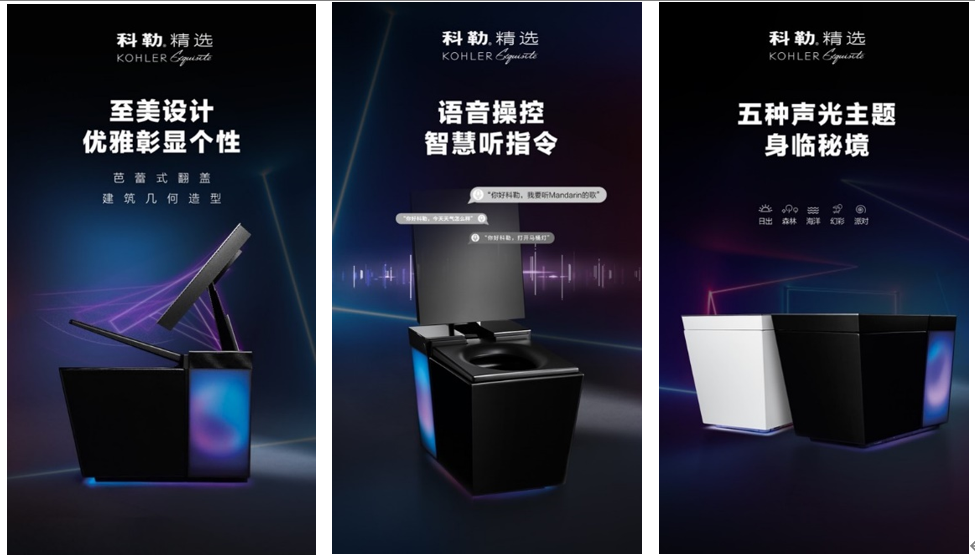 科勒®精选
KOHLER Exquisite
至美设计
优雅彰显个性
芭蕾式翻盖
建筑几何造型
科勒®精选
KOHLER Exquisite
语音操控
智慧听指令
“你好科勒，我要听Mandarin的歌”
“你好科勒，今天天气怎么样”
“你好科勒，打开马桶灯”
科勒®精选
KOHLER Exquisite
五种声光主题
身临秘境
日出 森林 海洋 幻彩 派对